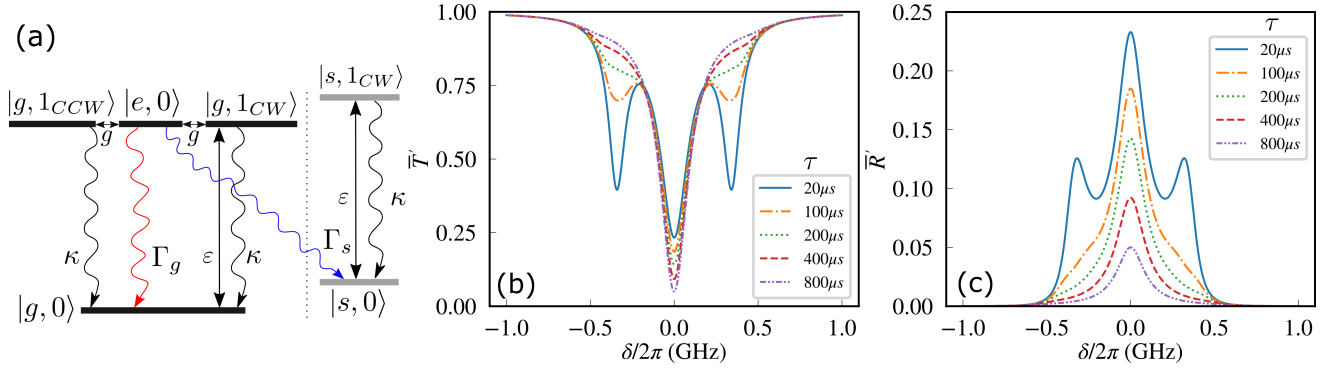 (a)
|g, 1_{CCW}⟩ |e, 0⟩ |g, 1_{CW}⟩
g g
|s, 1_{CW}⟩
κ Γ_g ε κ
ε κ
Γ_s
|g, 0⟩
|s, 0⟩
T̅′
1.00
0.75
0.50
0.25
0.00
τ
20μs
100μs
200μs
400μs
800μs
(b)
−1.0 −0.5 0.0 0.5 1.0
δ/2π (GHz)
R̅′
0.25
0.20
0.15
0.10
0.05
0.00
τ
20μs
100μs
200μs
400μs
800μs
(c)
−1.0 −0.5 0.0 0.5 1.0
δ/2π (GHz)